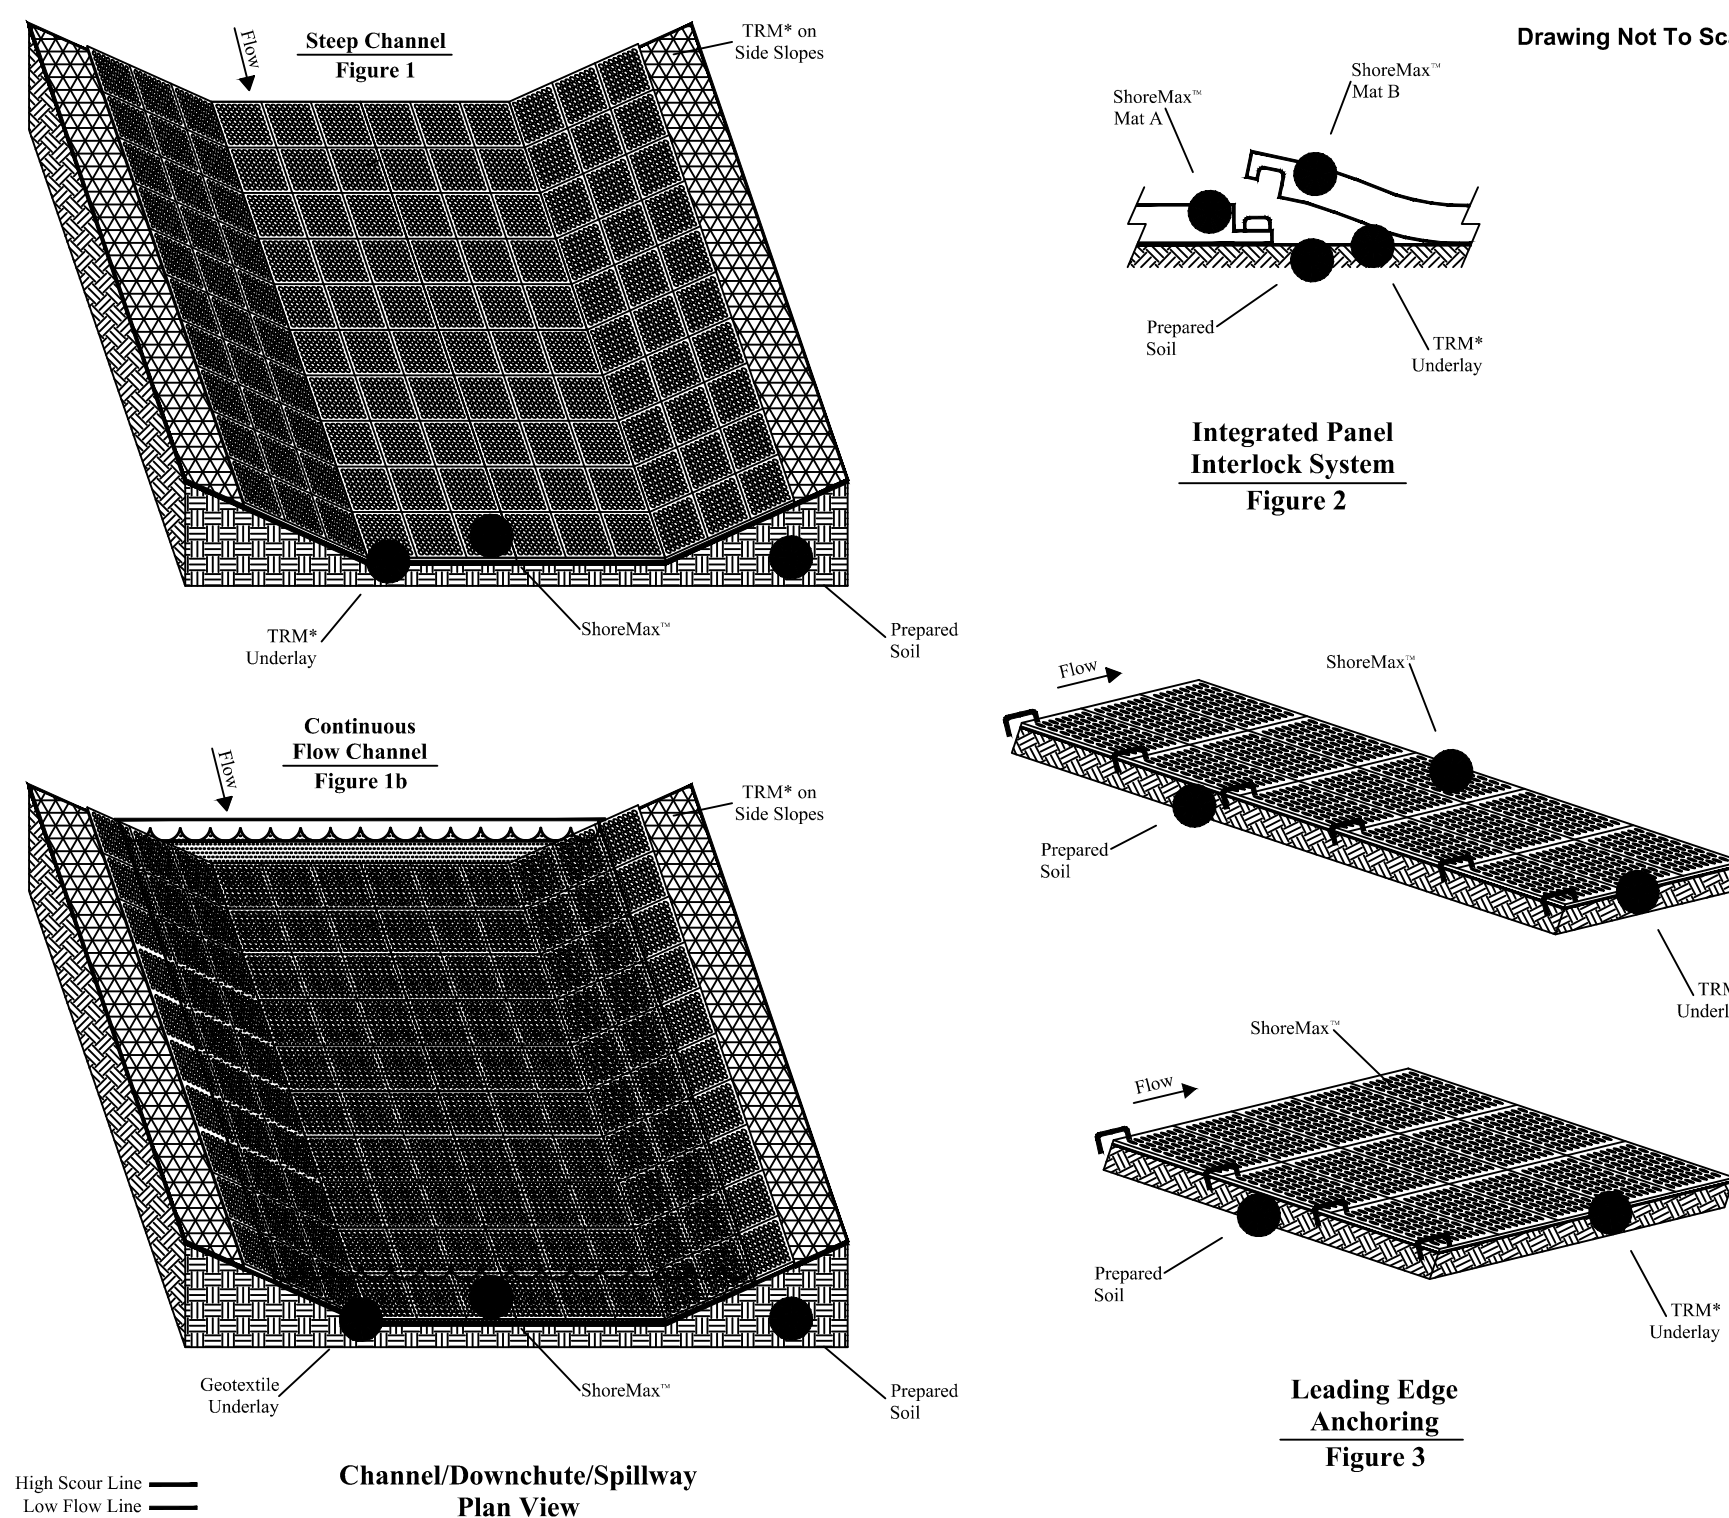 Steep Channel
Figure 1
Flow
TRM* on
Side Slopes
TRM*
Underlay
ShoreMax™
Prepared
Soil
Continuous
Flow Channel
Figure 1b
Flow
TRM* on
Side Slopes
Geotextile
Underlay
ShoreMax™
Prepared
Soil
High Scour Line
Low Flow Line
Channel/Downchute/Spillway
Plan View
Drawing Not To Sc
ShoreMax™
Mat A
ShoreMax™
Mat B
Prepared
Soil
TRM*
Underlay
Integrated Panel
Interlock System
Figure 2
Flow
ShoreMax™
Prepared
Soil
TRM
Underl
ShoreMax™
Flow
Prepared
Soil
TRM*
Underlay
Leading Edge
Anchoring
Figure 3